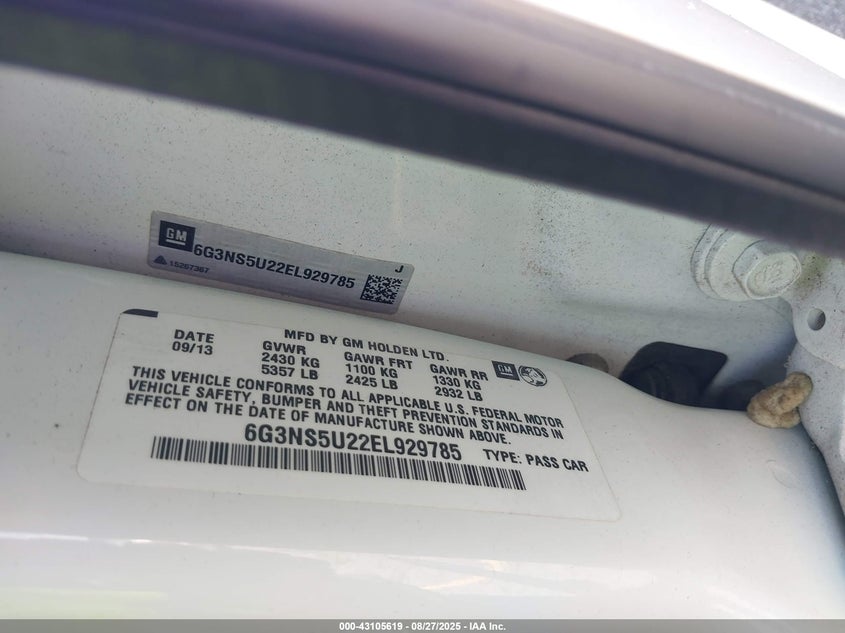 GM
6G3NS5U22EL929785
J
15267367
MFD BY GM HOLDEN LTD.
DATE GVWR GAWR FRT GAWR RR GM
09/13 2430 KG 1100 KG 1330 KG
5357 LB 2425 LB 2932 LB
THIS VEHICLE CONFORMS TO ALL APPLICABLE U.S. FEDERAL MOTOR
VEHICLE SAFETY, BUMPER AND THEFT PREVENTION STANDARDS IN
EFFECT ON THE DATE OF MANUFACTURE SHOWN ABOVE.
6G3NS5U22EL929785 TYPE: PASS CAR
000-43105619 - 08/27/2025 - IAA Inc.